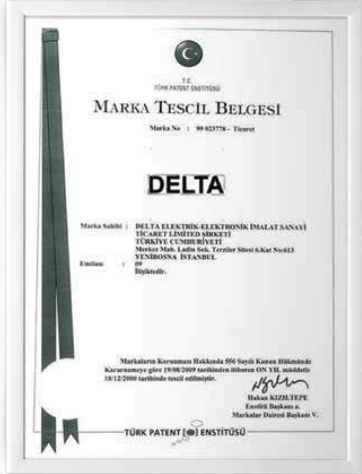 T.C.
TÜRK PATENT ENSTİTÜSÜ
MARKA TESCİL BELGESİ
Marka No : 99 023778 - Ticaret
DELTA
Marka Sahibi : DELTA ELEKTRİK-ELEKTRONİK İMALAT SANAYİ
TİCARET LİMİTED ŞİRKETİ
TÜRKİYE CUMHURİYETİ
Merkez Mah. Ladin Sok. Terziler Sitesi 6.Kat No:613
YENİBOSNA İSTANBUL
Emtiası : 09
İlişiktedir.
Markaların Korunması Hakkında 556 Sayılı Kanun Hükmünde
Kararnameye göre 19/08/2009 tarihinden itibaren ON YIL müddetle
18/12/2000 tarihinde tescil edilmiştir.
Hakan KIZILTEPE
Enstitü Başkanı a.
Markalar Dairesi Başkanı V.
TÜRK PATENT ENSTİTÜSÜ